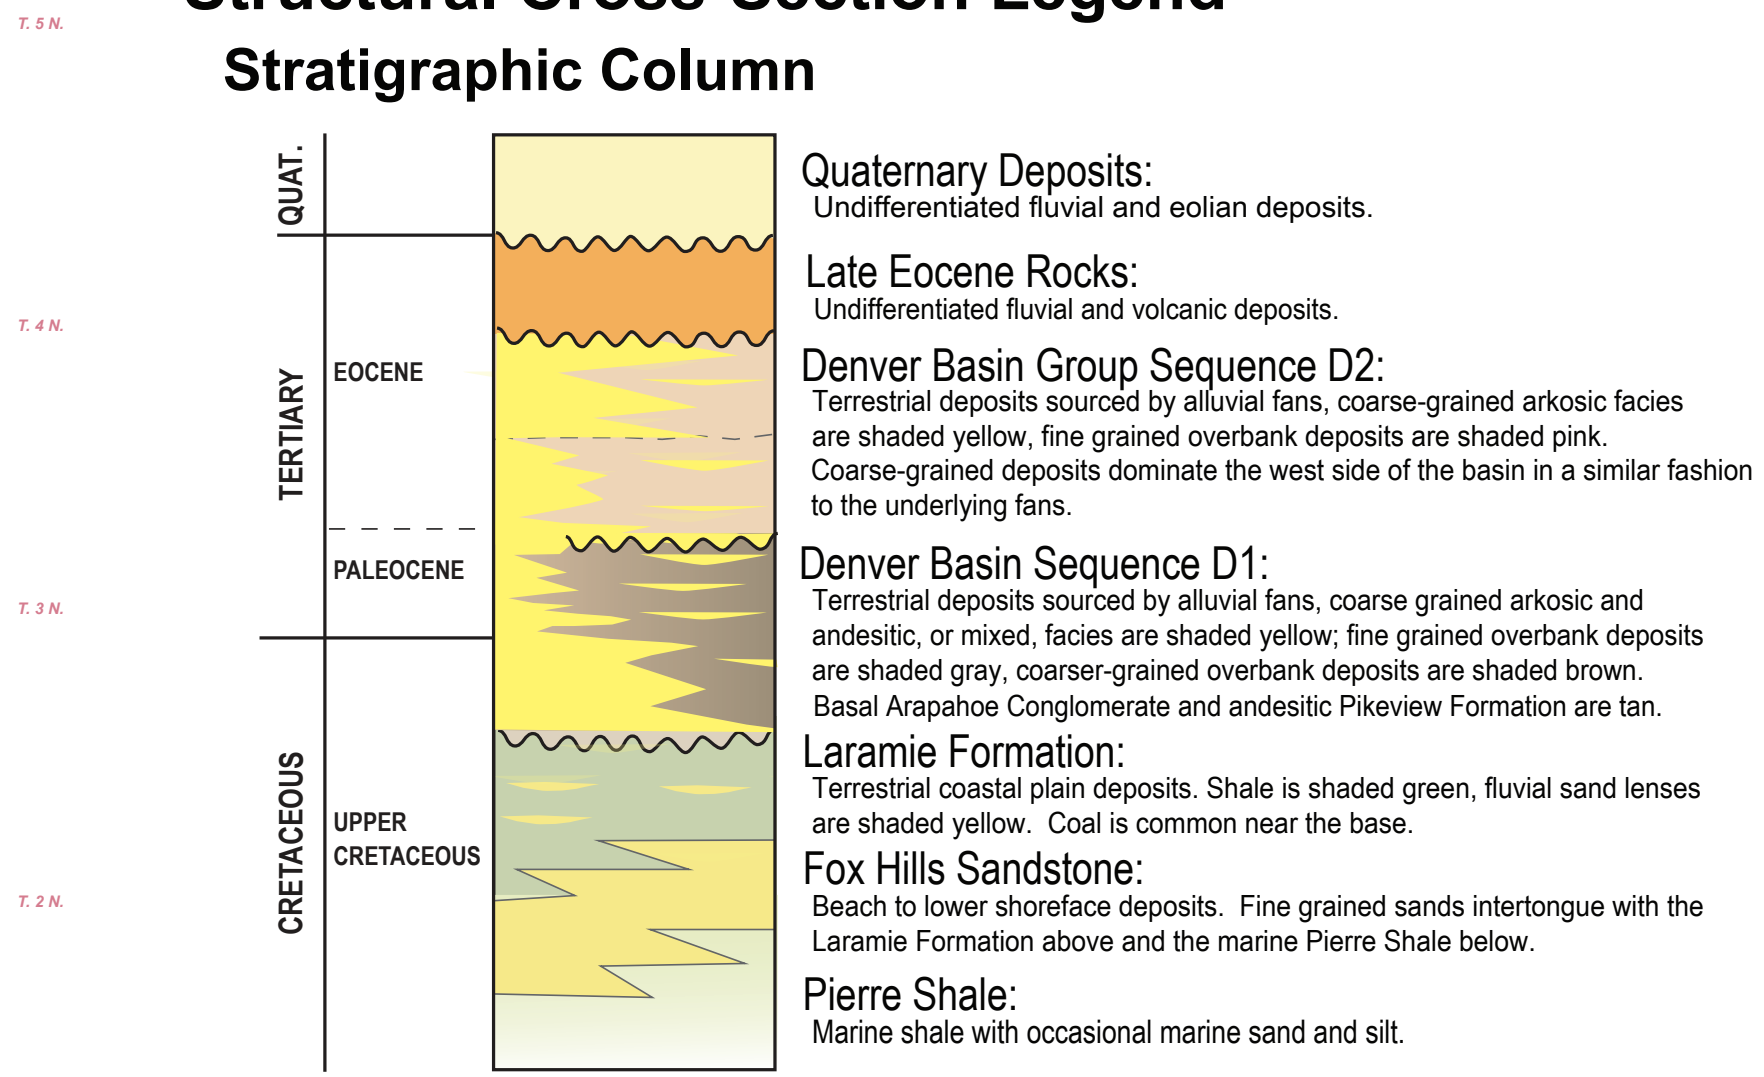 Structural Cross-Section Legend
Stratigraphic Column
T. 5 N.
T. 4 N.
T. 3 N.
T. 2 N.
QUAT.
TERTIARY
CRETACEOUS
EOCENE
PALEOCENE
UPPER
CRETACEOUS
Quaternary Deposits:
Undifferentiated fluvial and eolian deposits.
Late Eocene Rocks:
Undifferentiated fluvial and volcanic deposits.
Denver Basin Group Sequence D2:
Terrestrial deposits sourced by alluvial fans, coarse-grained arkosic facies
are shaded yellow, fine grained overbank deposits are shaded pink.
Coarse-grained deposits dominate the west side of the basin in a similar fashion
to the underlying fans.
Denver Basin Sequence D1:
Terrestrial deposits sourced by alluvial fans, coarse grained arkosic and
andesitic, or mixed, facies are shaded yellow; fine grained overbank deposits
are shaded gray, coarser-grained overbank deposits are shaded brown.
Basal Arapahoe Conglomerate and andesitic Pikeview Formation are tan.
Laramie Formation:
Terrestrial coastal plain deposits. Shale is shaded green, fluvial sand lenses
are shaded yellow.  Coal is common near the base.
Fox Hills Sandstone:
Beach to lower shoreface deposits.  Fine grained sands intertongue with the
Laramie Formation above and the marine Pierre Shale below.
Pierre Shale:
Marine shale with occasional marine sand and silt.